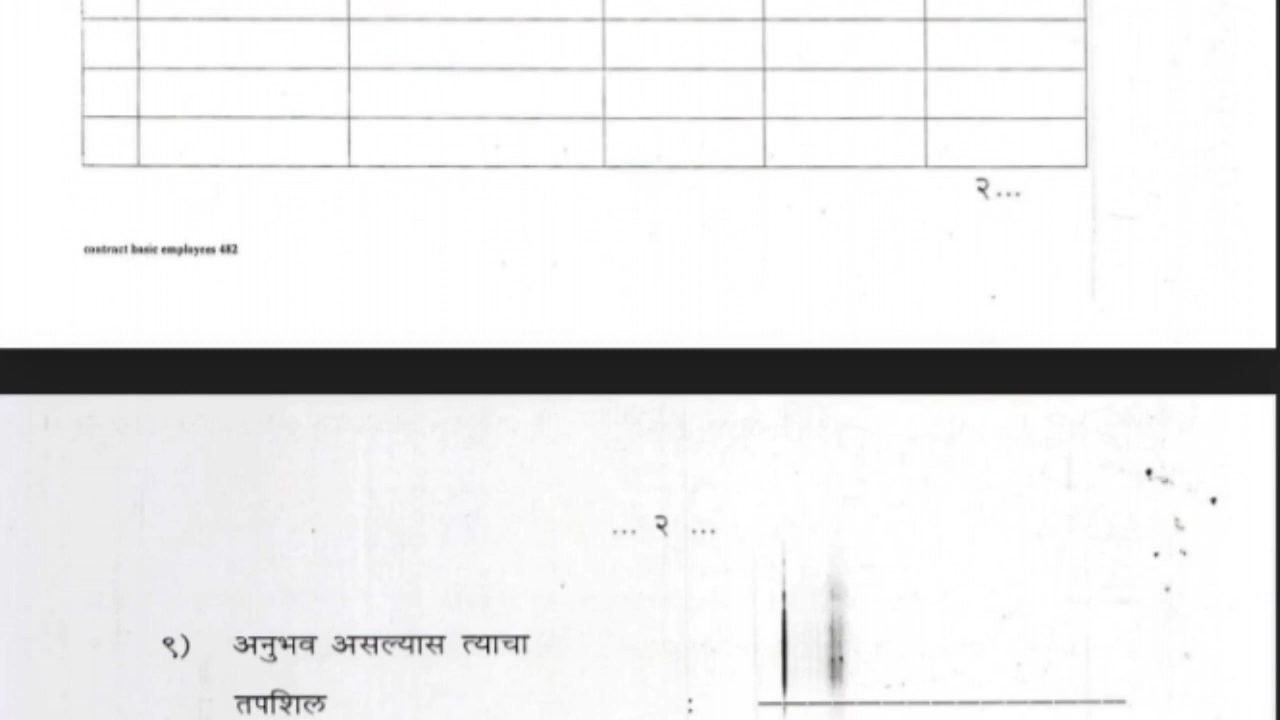 २...
contract basic employees 482
... २ ...
९) अनुभव असल्यास त्याचा
तपशिल :